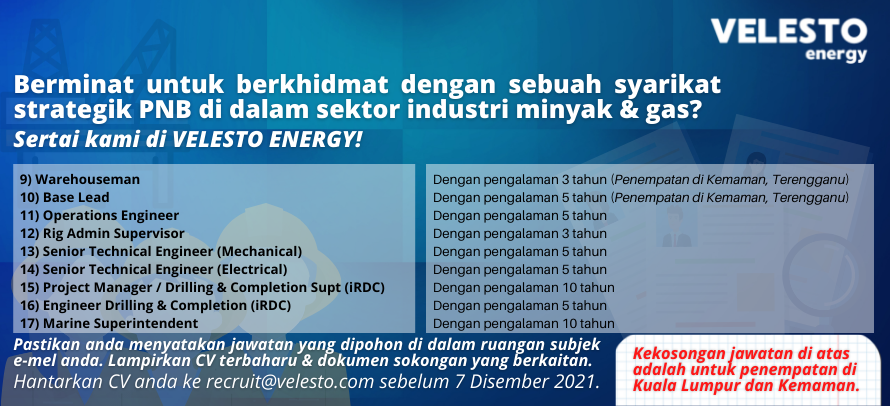 VELESTO
energy
Berminat untuk berkhidmat dengan sebuah syarikat
strategik PNB di dalam sektor industri minyak & gas?
Sertai kami di VELESTO ENERGY!
9) Warehouseman Dengan pengalaman 3 tahun (Penempatan di Kemaman, Terengganu)
10) Base Lead Dengan pengalaman 5 tahun (Penempatan di Kemaman, Terengganu)
11) Operations Engineer Dengan pengalaman 5 tahun
12) Rig Admin Supervisor Dengan pengalaman 3 tahun
13) Senior Technical Engineer (Mechanical) Dengan pengalaman 5 tahun
14) Senior Technical Engineer (Electrical) Dengan pengalaman 5 tahun
15) Project Manager / Drilling & Completion Supt (iRDC) Dengan pengalaman 10 tahun
16) Engineer Drilling & Completion (iRDC) Dengan pengalaman 5 tahun
17) Marine Superintendent Dengan pengalaman 10 tahun
Pastikan anda menyatakan jawatan yang dipohon di dalam ruangan subjek
e-mel anda. Lampirkan CV terbaharu & dokumen sokongan yang berkaitan.
Hantarkan CV anda ke recruit@velesto.com sebelum 7 Disember 2021.
Kekosongan jawatan di atas
adalah untuk penempatan di
Kuala Lumpur dan Kemaman.